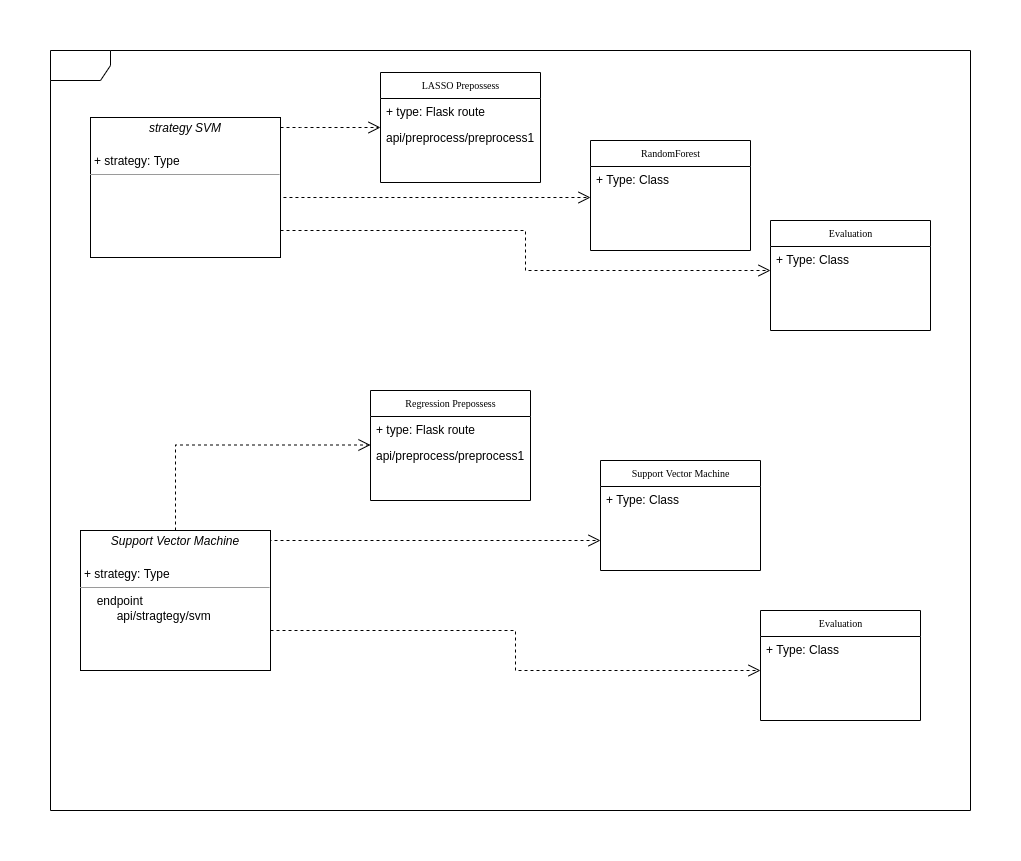 strategy SVM
+ strategy: Type
LASSO Prepossess
+ type: Flask route
api/preprocess/preprocess1
RandomForest
+ Type: Class
Evaluation
+ Type: Class
Regression Prepossess
+ type: Flask route
api/preprocess/preprocess1
Support Vector Machine
+ Type: Class
Support Vector Machine
+ strategy: Type
endpoint
api/stragtegy/svm
Evaluation
+ Type: Class